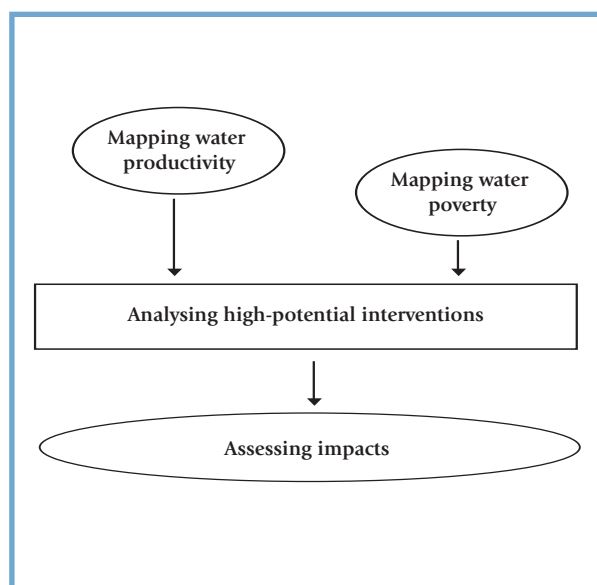 Mapping water
productivity
Mapping water
poverty
Analysing high-potential interventions
Assessing impacts